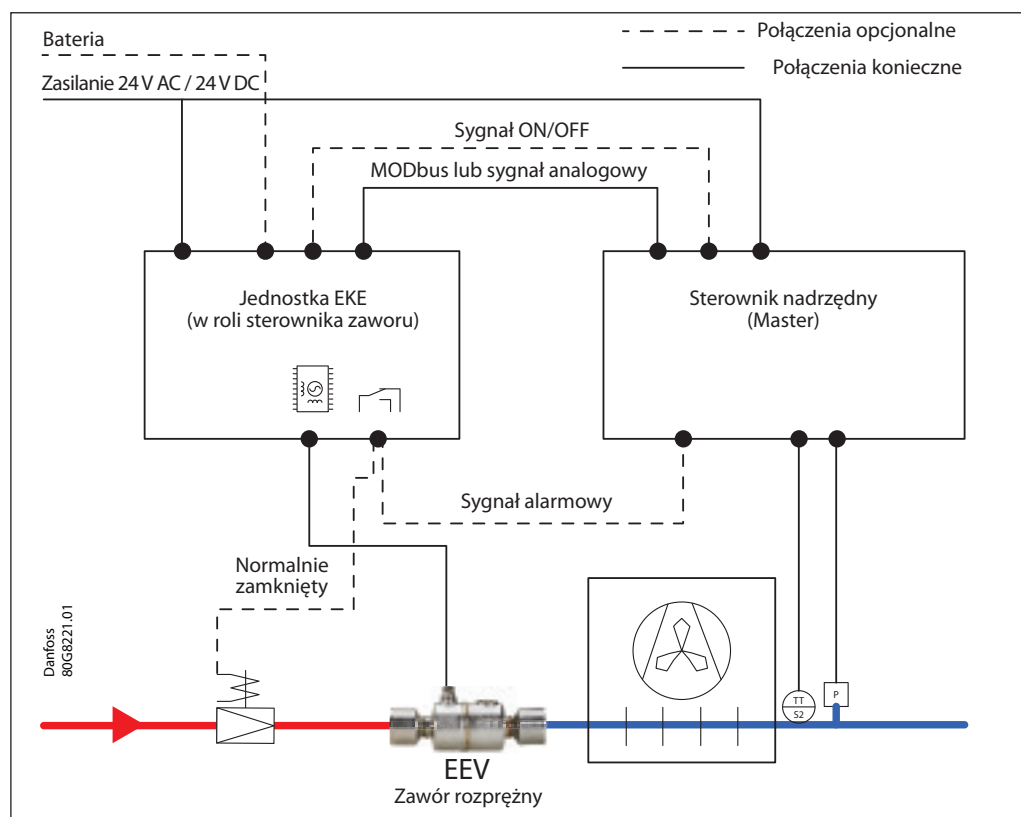 Bateria
Połączenia opcjonalne
Zasilanie 24 V AC / 24 V DC
Połączenia konieczne
Sygnał ON/OFF
MODbus lub sygnał analogowy
Jednostka EKE
(w roli sterownika zaworu)
Sterownik nadrzędny
(Master)
Sygnał alarmowy
Normalnie
zamknięty
Danfoss
80G8221.01
TT
S2
P
EEV
Zawór rozprężny